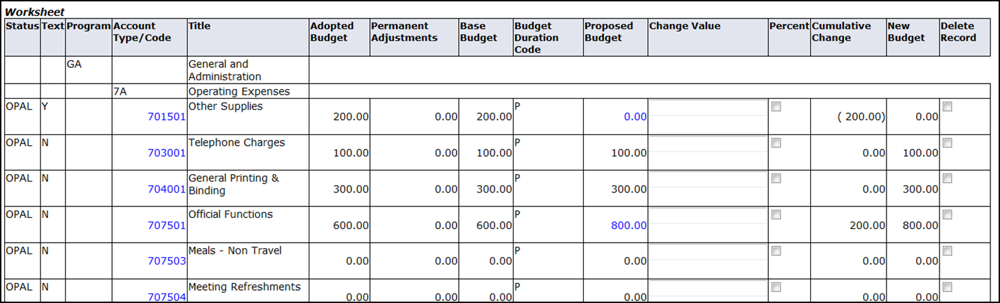 Worksheet
Status Text Program Account Type/Code Title Adopted Budget Permanent Adjustments Base Budget Budget Duration Code Proposed Budget Change Value Percent Cumulative Change New Budget Delete Record
GA General and Administration
7A Operating Expenses
OPAL Y 701501 Other Supplies 200.00 0.00 200.00 P 0.00 ( 200.00) 0.00
OPAL N 703001 Telephone Charges 100.00 0.00 100.00 P 100.00 0.00 100.00
OPAL N 704001 General Printing & Binding 300.00 0.00 300.00 P 300.00 0.00 300.00
OPAL N 707501 Official Functions 600.00 0.00 600.00 P 800.00 200.00 800.00
OPAL N 707503 Meals - Non Travel 0.00 0.00 0.00 P 0.00 0.00 0.00
OPAL N 707504 Meeting Refreshments 0.00 0.00 0.00 P 0.00 0.00 0.00